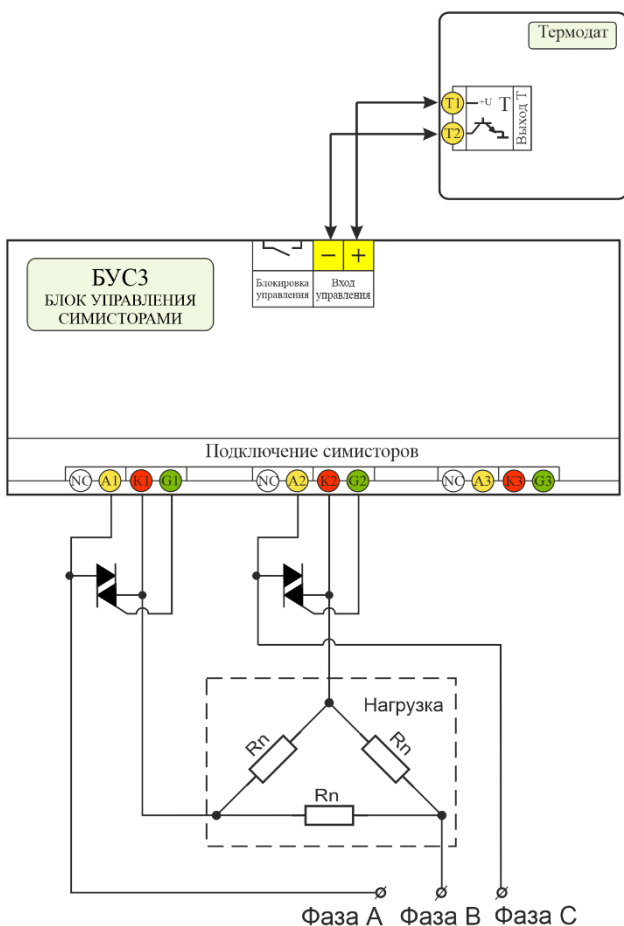 Термодат
T1
+U
T
T2
Выход Т
БУС3
БЛОК УПРАВЛЕНИЯ
СИМИСТОРАМИ
− +
Блокировка
управления
Вход
управления
Подключение симисторов
NC A1 K1 G1 NC A2 K2 G2 NC A3 K3 G3
Нагрузка
Rn Rn
Rn
Фаза А Фаза В Фаза С